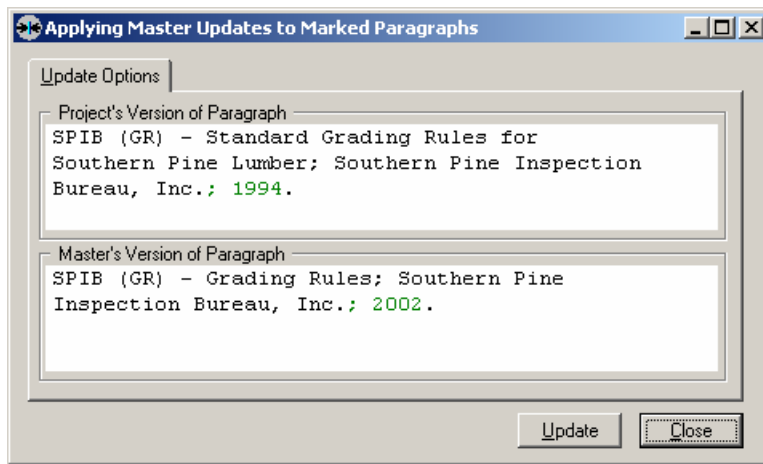 Applying Master Updates to Marked Paragraphs
Update Options
Project's Version of Paragraph
SPIB (GR) - Standard Grading Rules for
Southern Pine Lumber; Southern Pine Inspection
Bureau, Inc.; 1994.
Master's Version of Paragraph
SPIB (GR) - Grading Rules; Southern Pine
Inspection Bureau, Inc.; 2002.
Update
Close